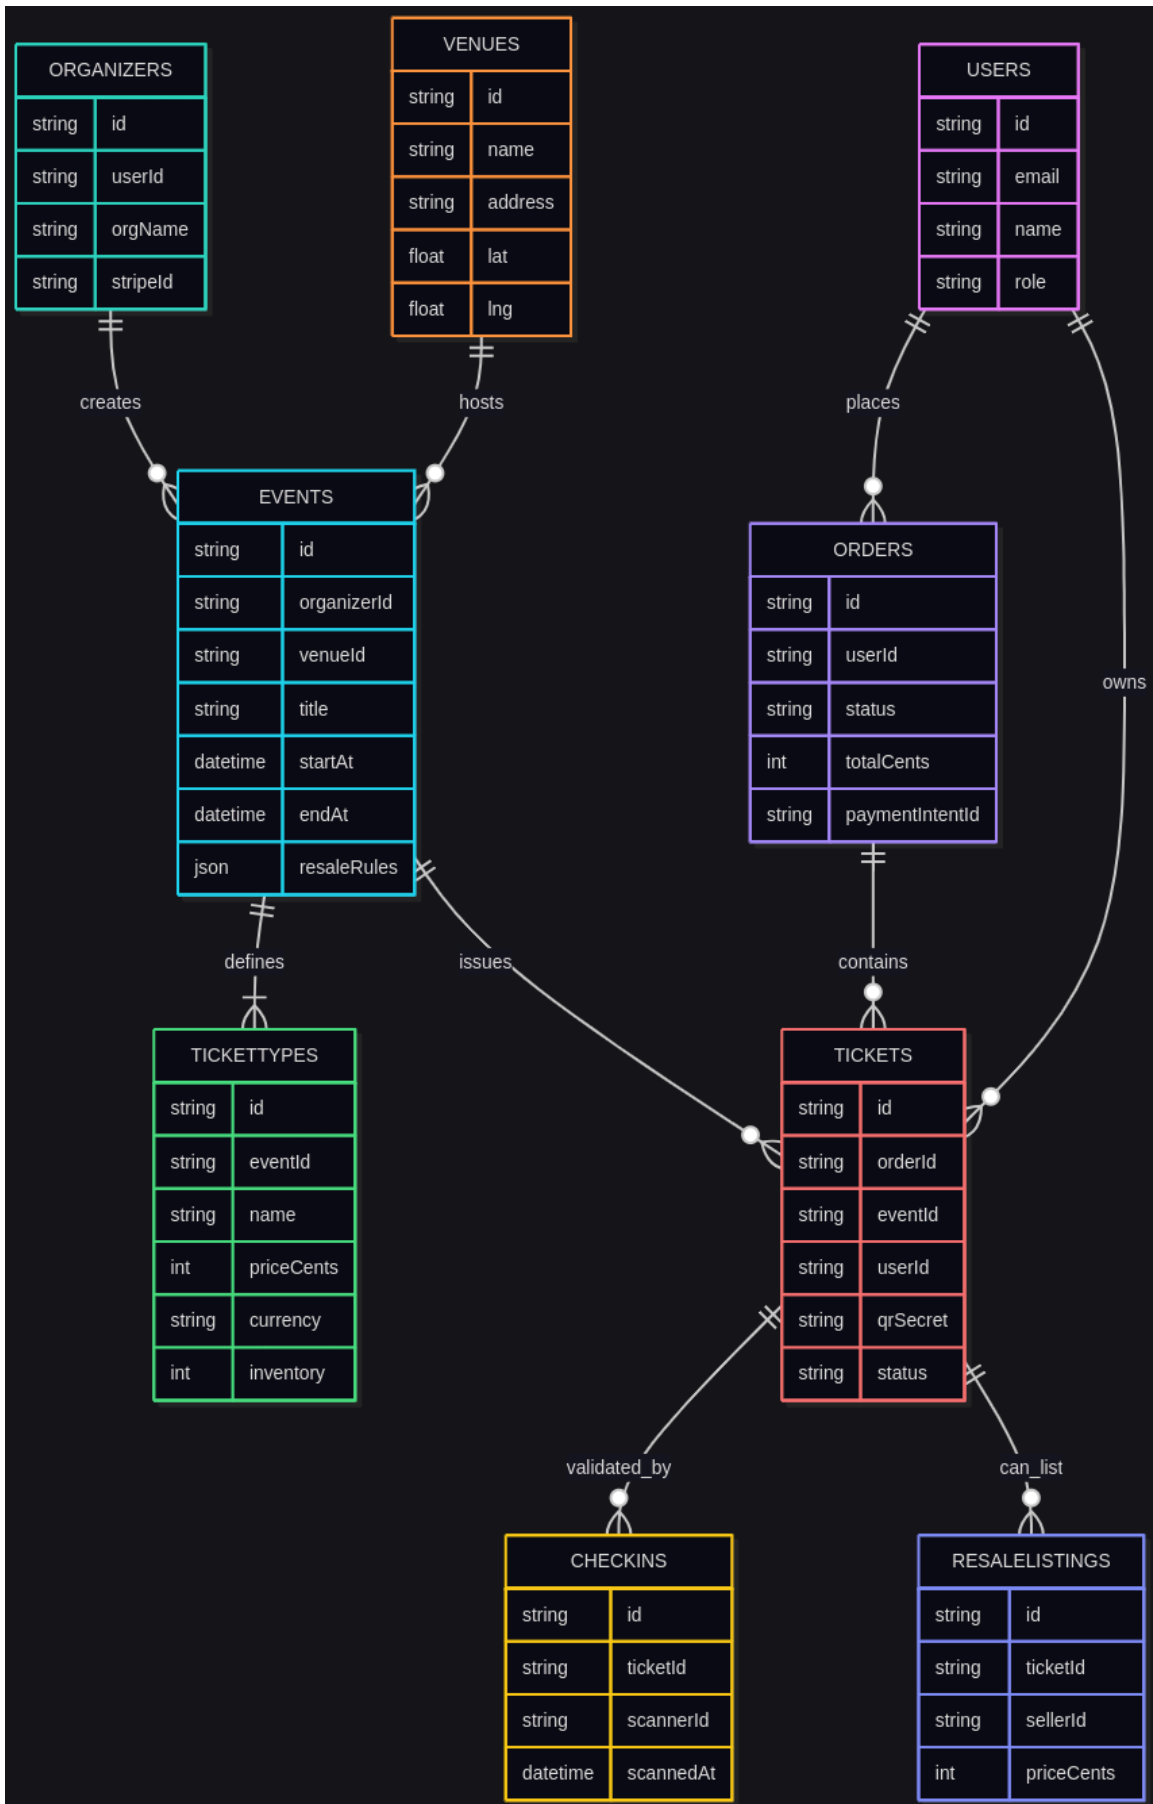 ORGANIZERS
string id
string userId
string orgName
string stripeId
VENUES
string id
string name
string address
float lat
float lng
USERS
string id
string email
string name
string role
creates
hosts
places
EVENTS
string id
string organizerId
string venueId
string title
datetime startAt
datetime endAt
json resaleRules
ORDERS
string id
string userId
string status
int totalCents
string paymentIntentId
owns
defines
issues
contains
TICKETTYPES
string id
string eventId
string name
int priceCents
string currency
int inventory
TICKETS
string id
string orderId
string eventId
string userId
string qrSecret
string status
validated_by
can_list
CHECKINS
string id
string ticketId
string scannerId
datetime scannedAt
RESALELISTINGS
string id
string ticketId
string sellerId
int priceCents